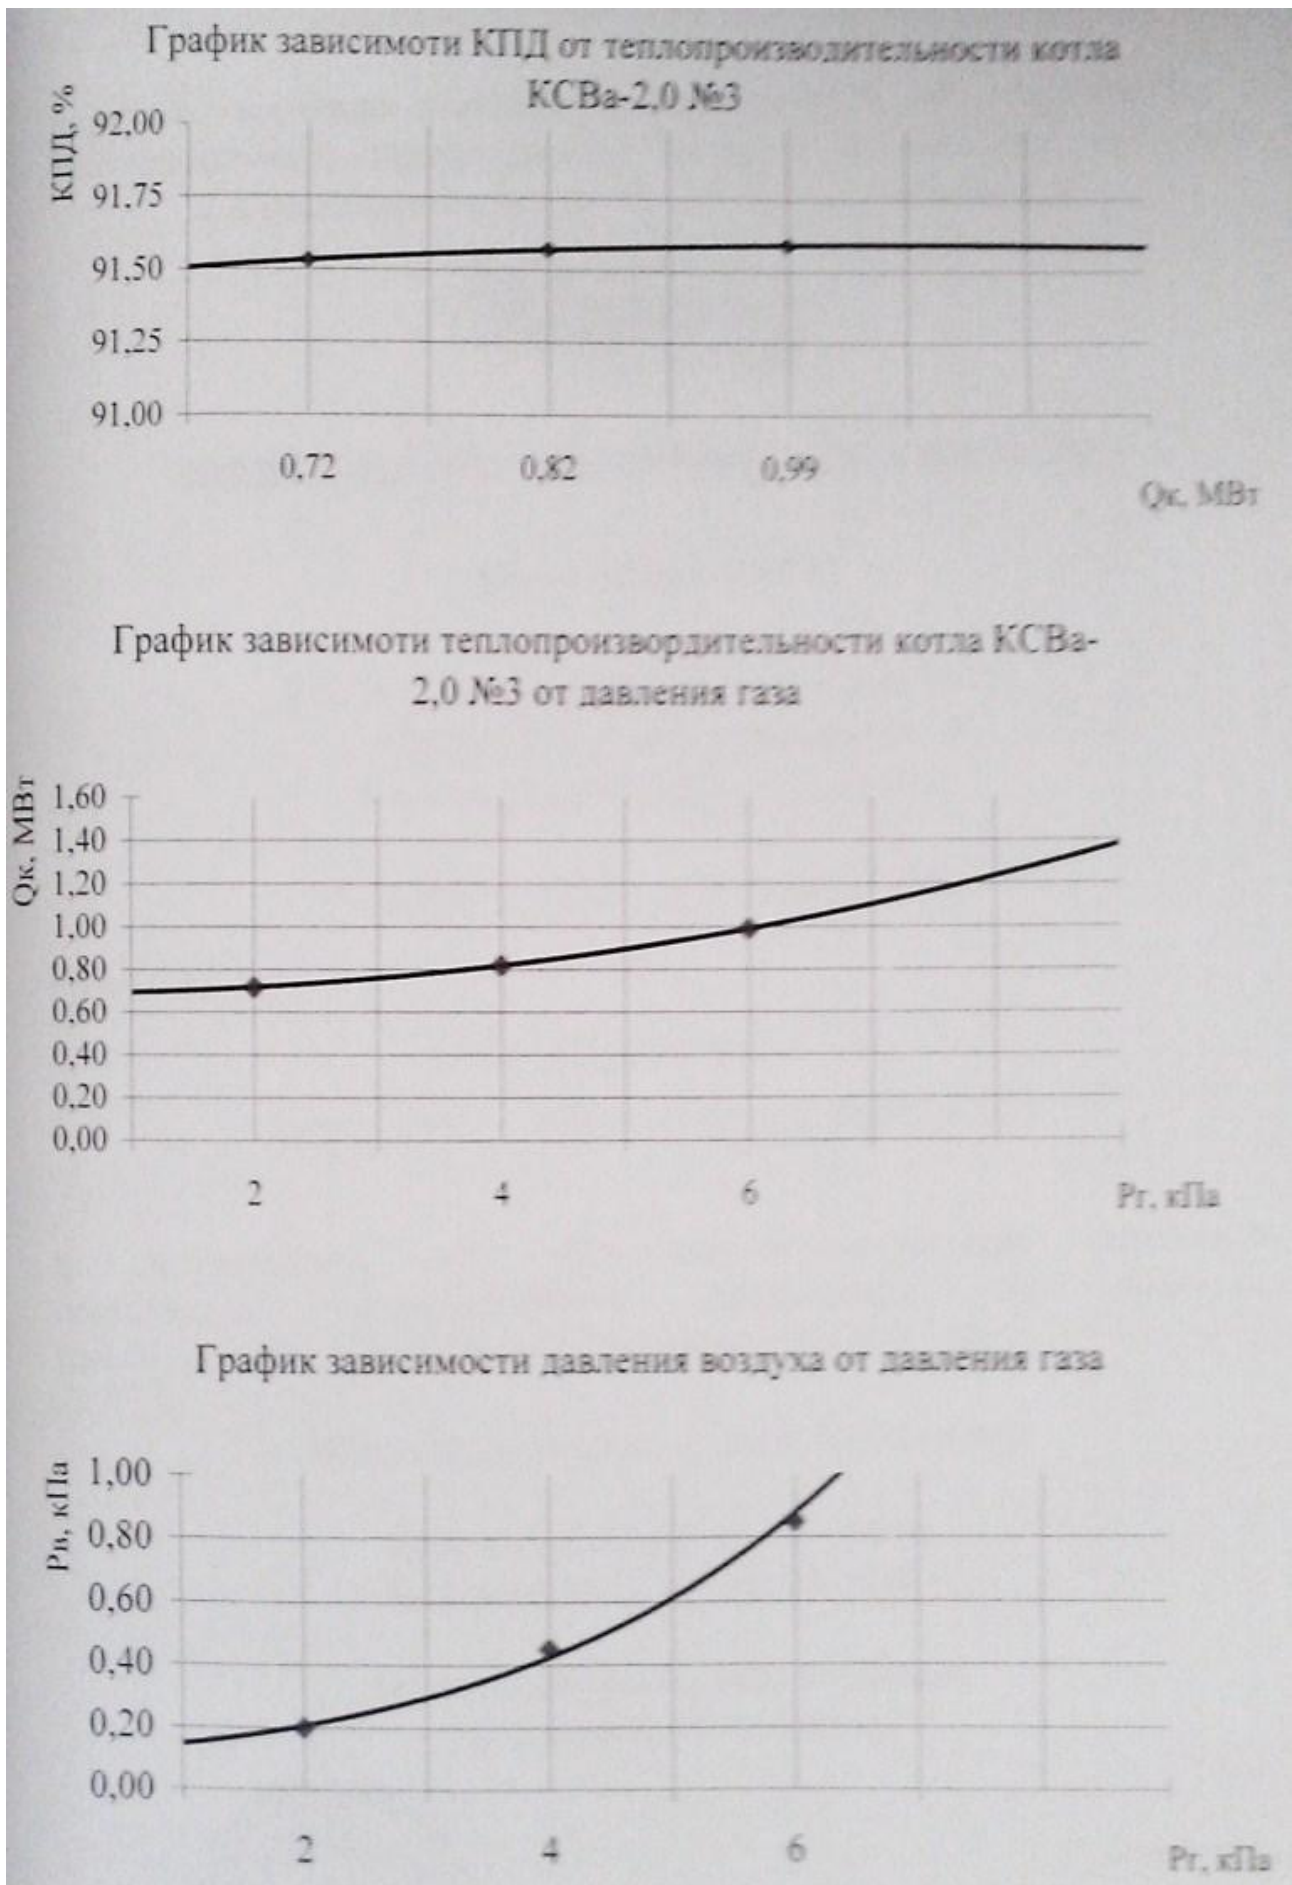 График зависимоти КПД от теплопроизводительности котла
КСВа-2,0 №3
КПД, %
92,00
91,75
91,50
91,25
91,00
0,72 0,82 0,99
Qк, МВт
График зависимоти теплопроизвордительности котла КСВа-
2,0 №3 от давления газа
Qк, МВт
1,60
1,40
1,20
1,00
0,80
0,60
0,40
0,20
0,00
2 4 6 Рг, кПа
График зависимости давления воздуха от давления газа
Рв, кПа
1,00
0,80
0,60
0,40
0,20
0,00
2 4 6 Рг, кПа